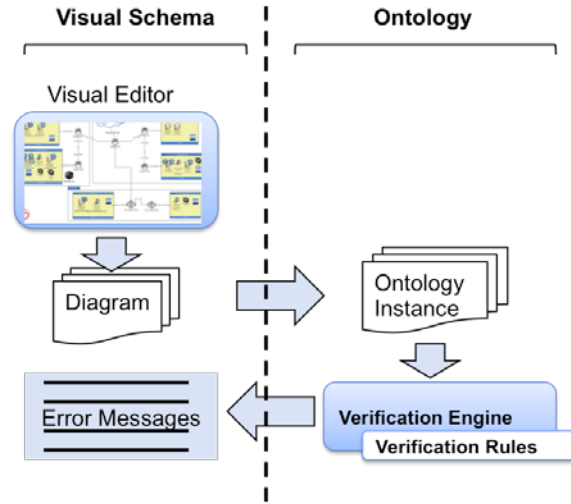 Visual Schema
Ontology
Visual Editor
Diagram
Ontology
Instance
Error Messages
Verification Engine
Verification Rules